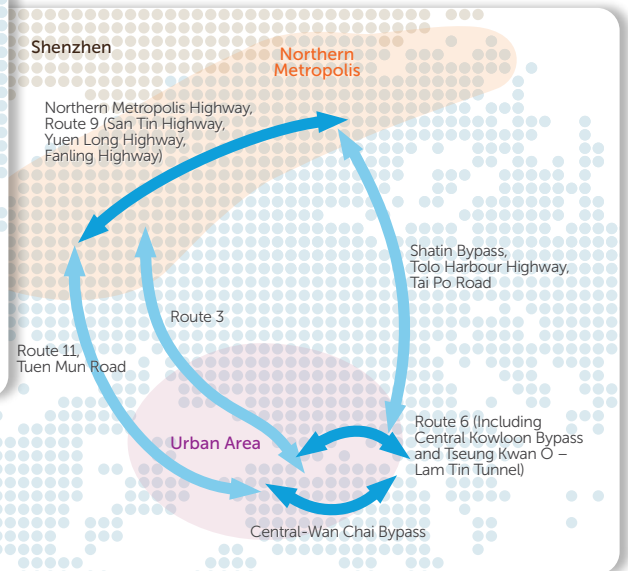 Shenzhen
Northern
Metropolis
Northern Metropolis Highway,
Route 9 (San Tin Highway,
Yuen Long Highway,
Fanling Highway)
Shatin Bypass,
Tolo Harbour Highway,
Tai Po Road
Route 3
Route 11,
Tuen Mun Road
Urban Area
Route 6 (Including
Central Kowloon Bypass
and Tseung Kwan O –
Lam Tin Tunnel)
Central-Wan Chai Bypass